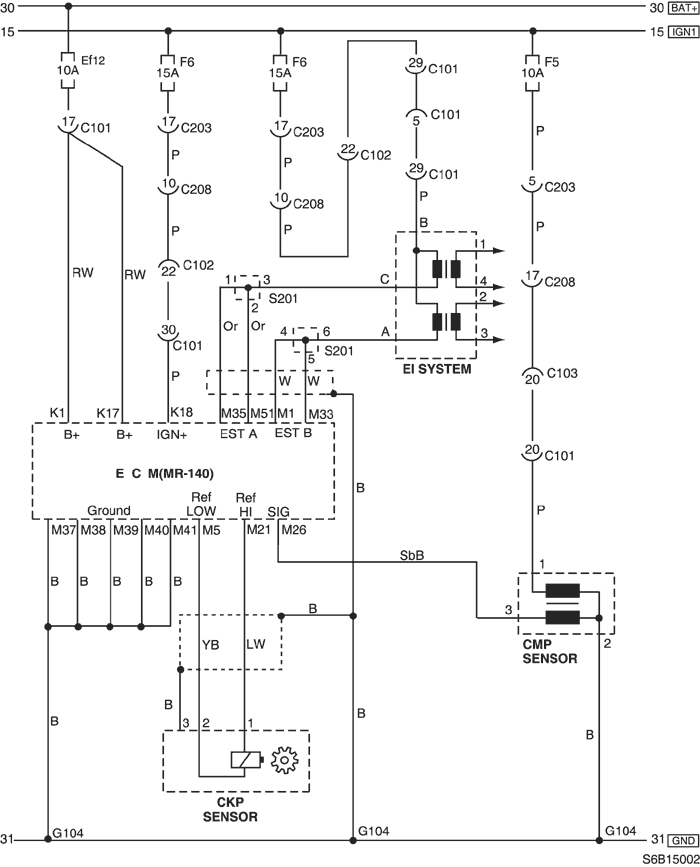 30 30 BAT+
15 15 IGN1
Ef12 F6 F6 F5
10A 15A 15A 10A
29 C101
17 C101 17 C203 17 C203 5 C101
P P 22 C102 P
29 C101
10 C208 10 C208 P 5 C203
P P B P
RW RW 22 C102 17 C208
1 3 C 1
S201 4
2 2
Or Or
30 C101 4 6 A 3
S201
5
EI SYSTEM
P W W 20 C103
K1 K17 K18 M35 M51 M1 M33
B+ B+ IGN+ EST A EST B
20 C101
E C M(MR-140)
B
Ground Ref LOW Ref HI SIG
P
M37 M38 M39 M40 M41 M5 M21 M26
SbB
1
B B B B B
3
B
YB LW
2
CMP
SENSOR
B
3 2 1
B B B
CKP
SENSOR
31 G104 G104 G104 31 GND
S6B15002